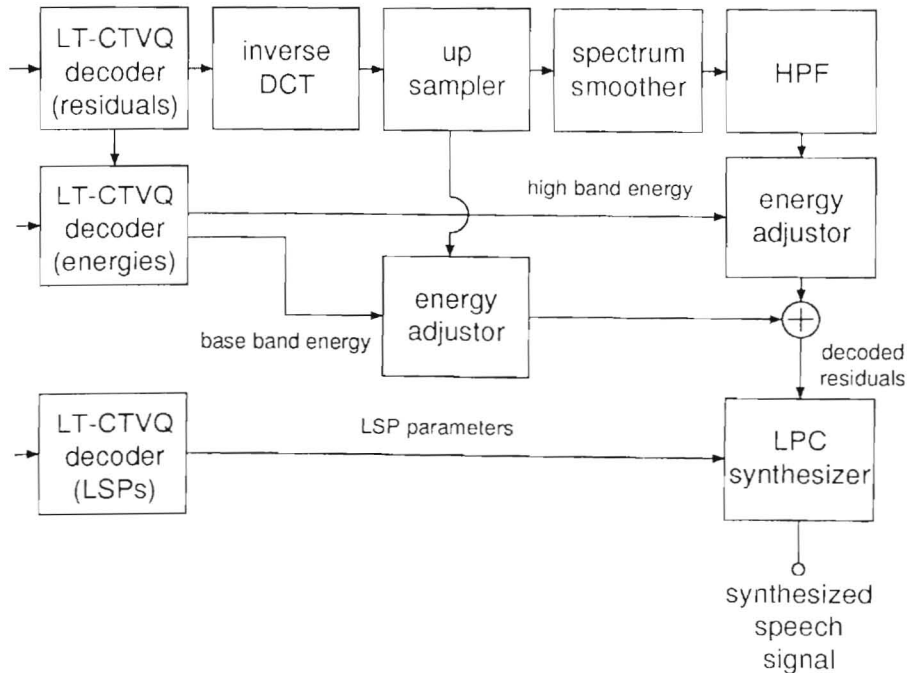 LT-CTVQ
decoder
(residuals)
inverse
DCT
up
sampler
spectrum
smoother
HPF
LT-CTVQ
decoder
(energies)
high band energy
energy
adjustor
base band energy
energy
adjustor
decoded
residuals
LT-CTVQ
decoder
(LSPs)
LSP parameters
LPC
synthesizer
synthesized
speech
signal